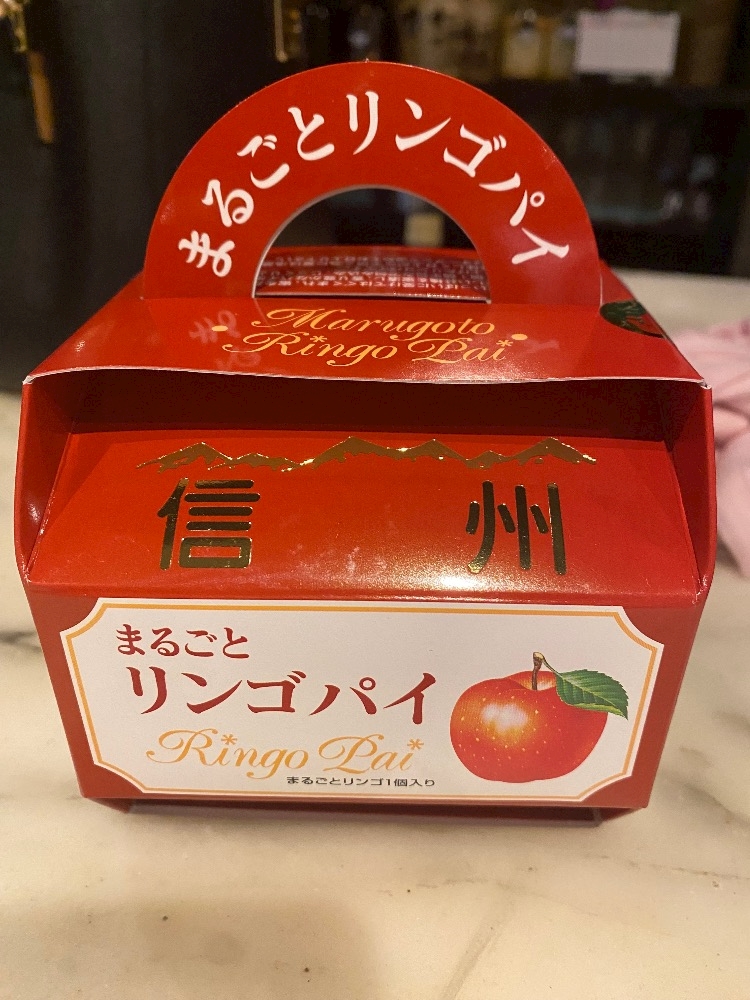 まるごとリンゴパイ
Marugoto
Ringo Pai
信州
まるごと
リンゴパイ
Ringo Pai
まるごとリンゴ1個入り